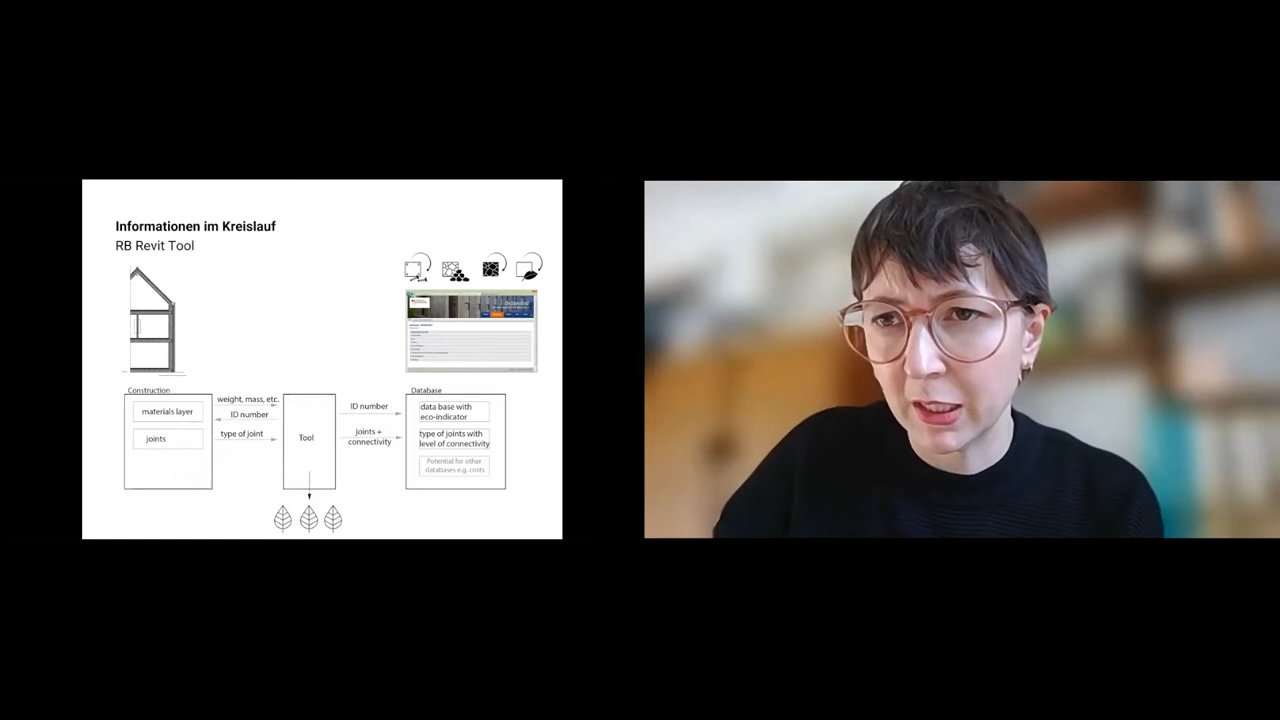 Informationen im Kreislauf
RB Revit Tool
Construction
materials layer
joints
weight, mass, etc.
ID number
type of joint
Tool
ID number
joints +
connectivity
Database
data base with
eco-indicator
type of joints with
level of connectivity
Potential for other
databases e.g. costs